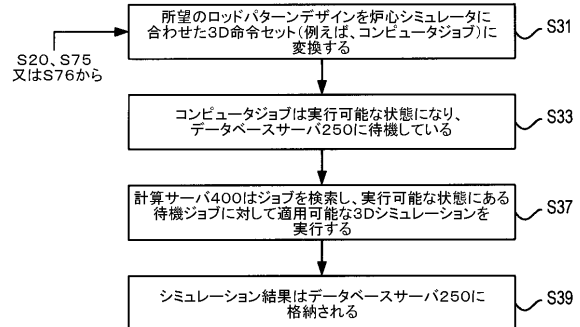 所望のロッドパターンデザインを炉心シミュレータに
合わせた3D命令セット(例えば、コンピュータジョブ)に
変換する
S31
S20、S75
又はS76から
コンピュータジョブは実行可能な状態になり、
データベースサーバ250に待機している
S33
計算サーバ400はジョブを検索し、実行可能な状態にある
待機ジョブに対して適用可能な3Dシミュレーションを
実行する
S37
シミュレーション結果はデータベースサーバ250に
格納される
S39